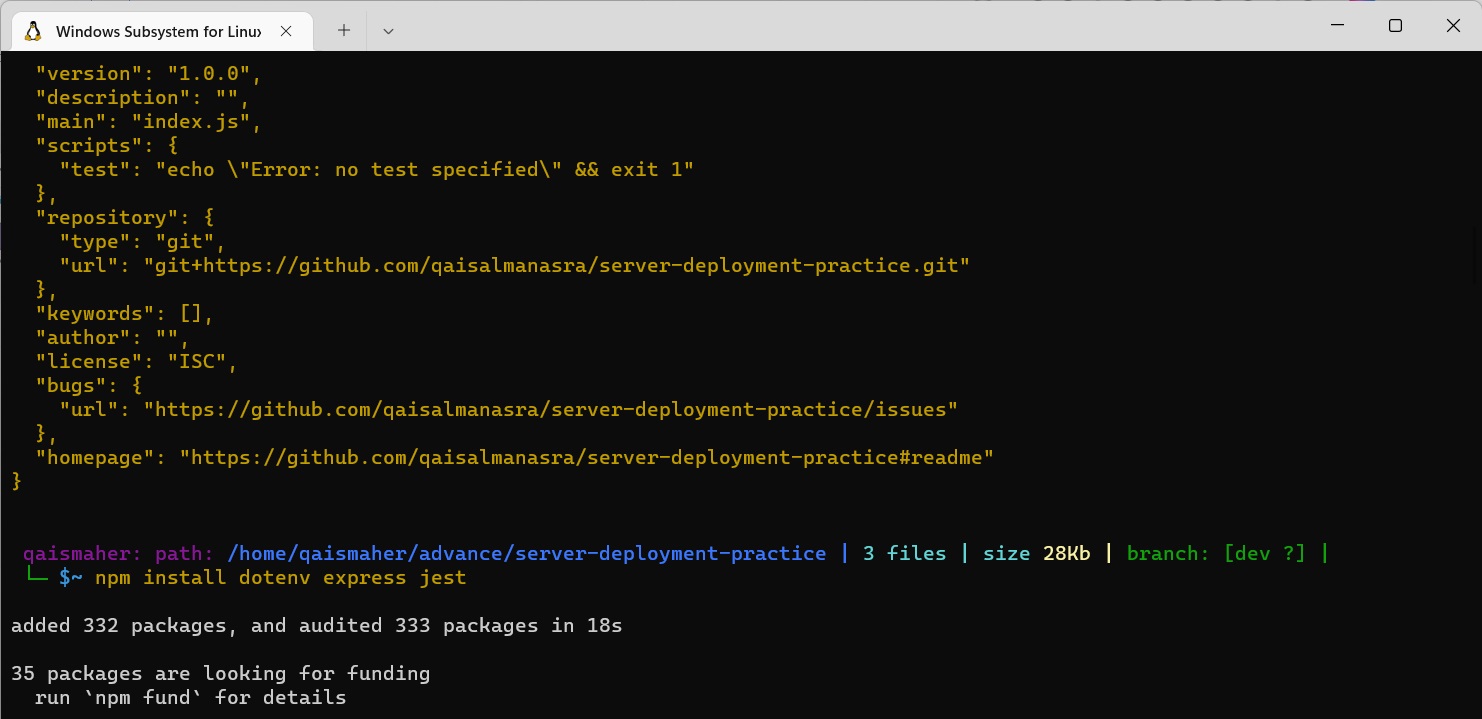 Windows Subsystem for Linux
"version": "1.0.0",
"description": "",
"main": "index.js",
"scripts": {
"test": "echo \"Error: no test specified\" && exit 1"
},
"repository": {
"type": "git",
"url": "git+https://github.com/qaisalmanasra/server-deployment-practice.git"
},
"keywords": [],
"author": "",
"license": "ISC",
"bugs": {
"url": "https://github.com/qaisalmanasra/server-deployment-practice/issues"
},
"homepage": "https://github.com/qaisalmanasra/server-deployment-practice#readme"
}
qaismaher: path: /home/qaismaher/advance/server-deployment-practice | 3 files | size 28Kb | branch: [dev ?] |
└─ $~ npm install dotenv express jest
added 332 packages, and audited 333 packages in 18s
35 packages are looking for funding
run `npm fund` for details